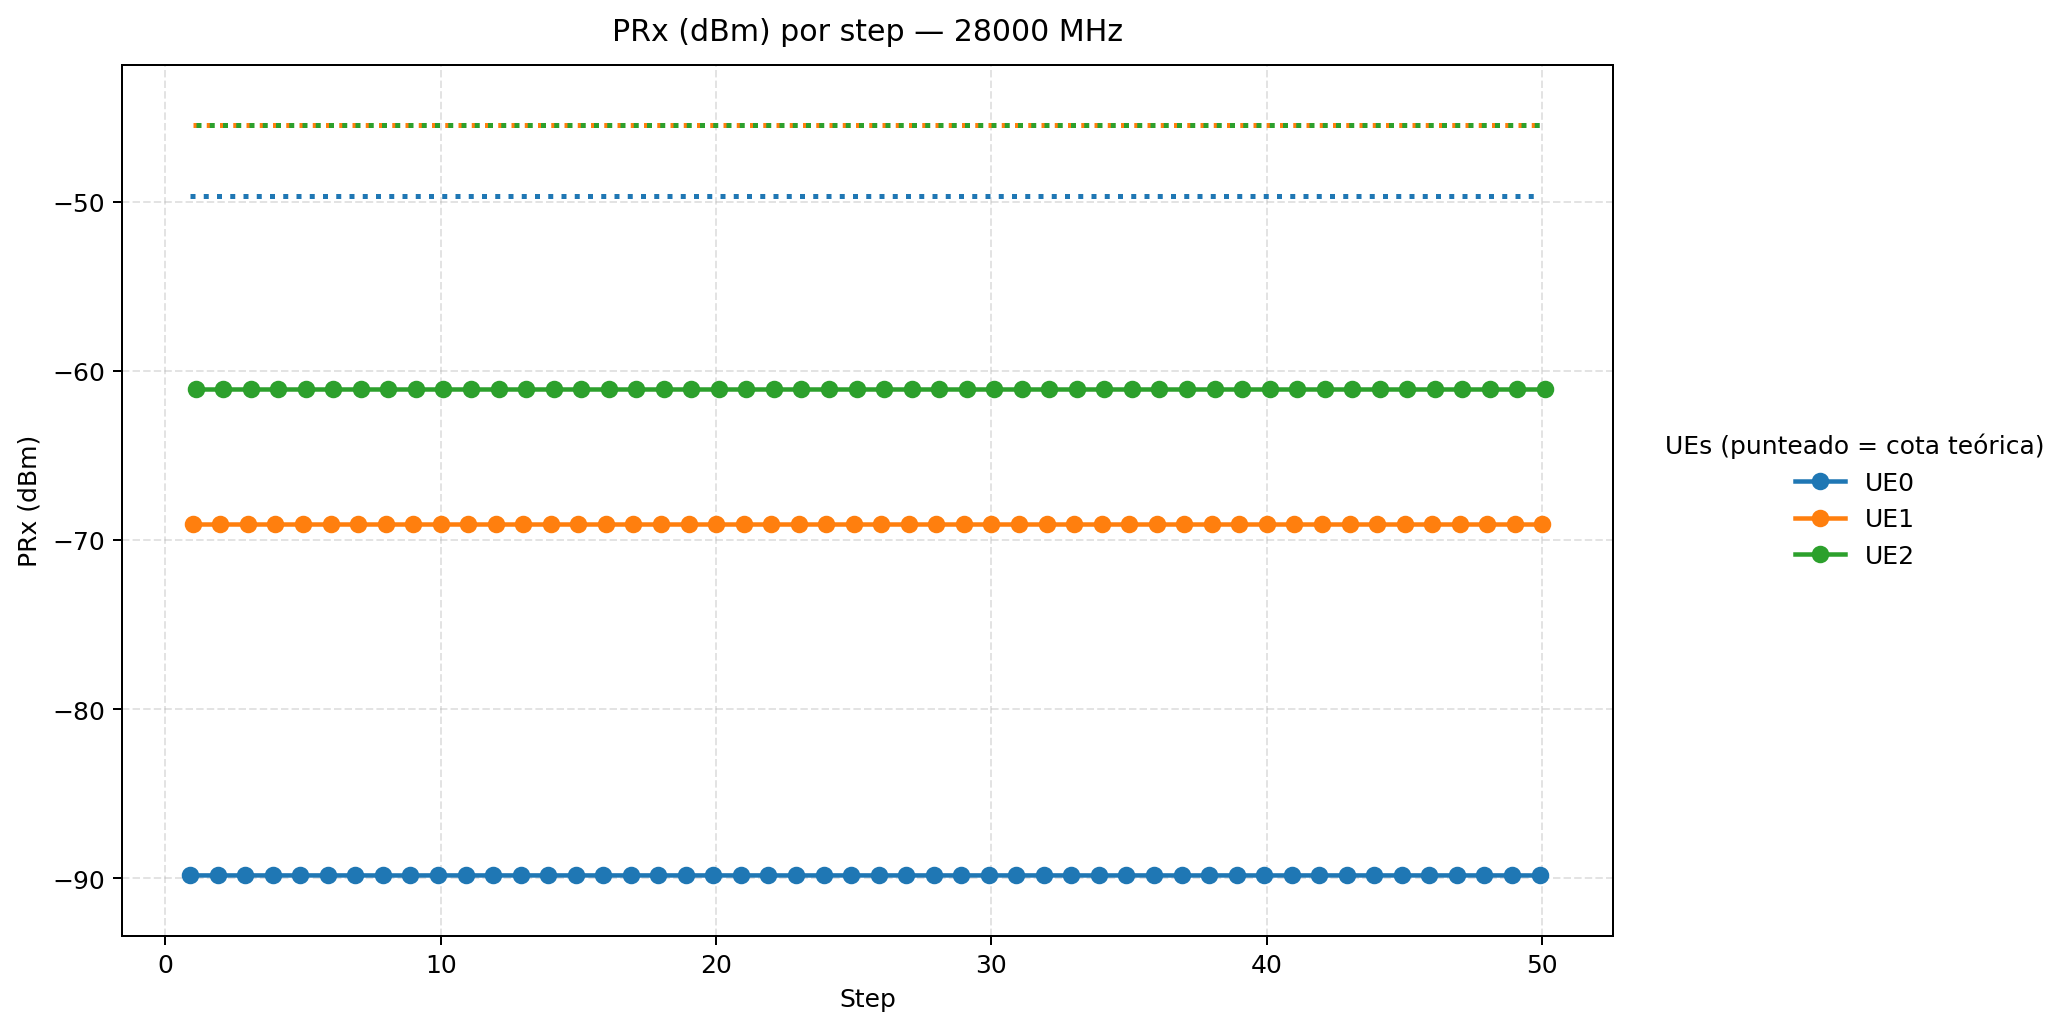 PRx (dBm) por step — 28000 MHz
PRx (dBm)
−50
−60
−70
−80
−90
0 10 20 30 40 50
Step
UEs (punteado = cota teórica)
UE0
UE1
UE2